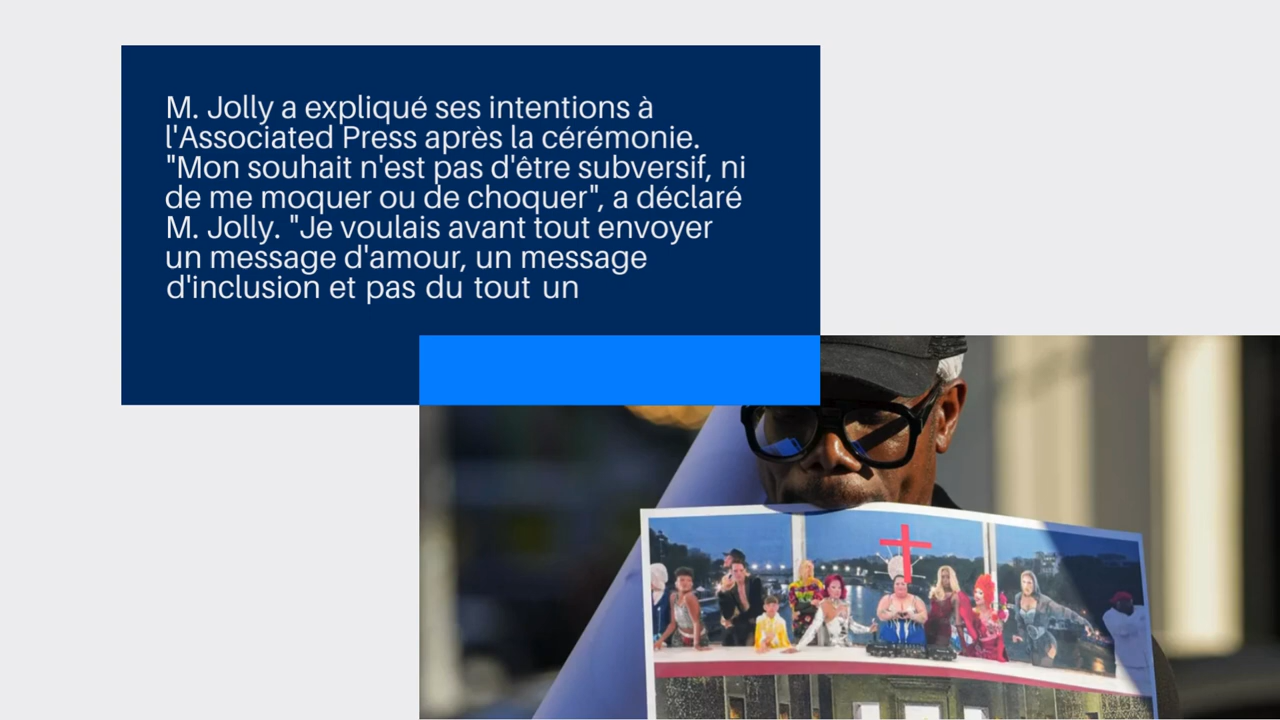 M. Jolly a expliqué ses intentions à
l'Associated Press après la cérémonie.
"Mon souhait n'est pas d'être subversif, ni
de me moquer ou de choquer", a déclaré
M. Jolly. "Je voulais avant tout envoyer
un message d'amour, un message
d'inclusion et pas du tout un